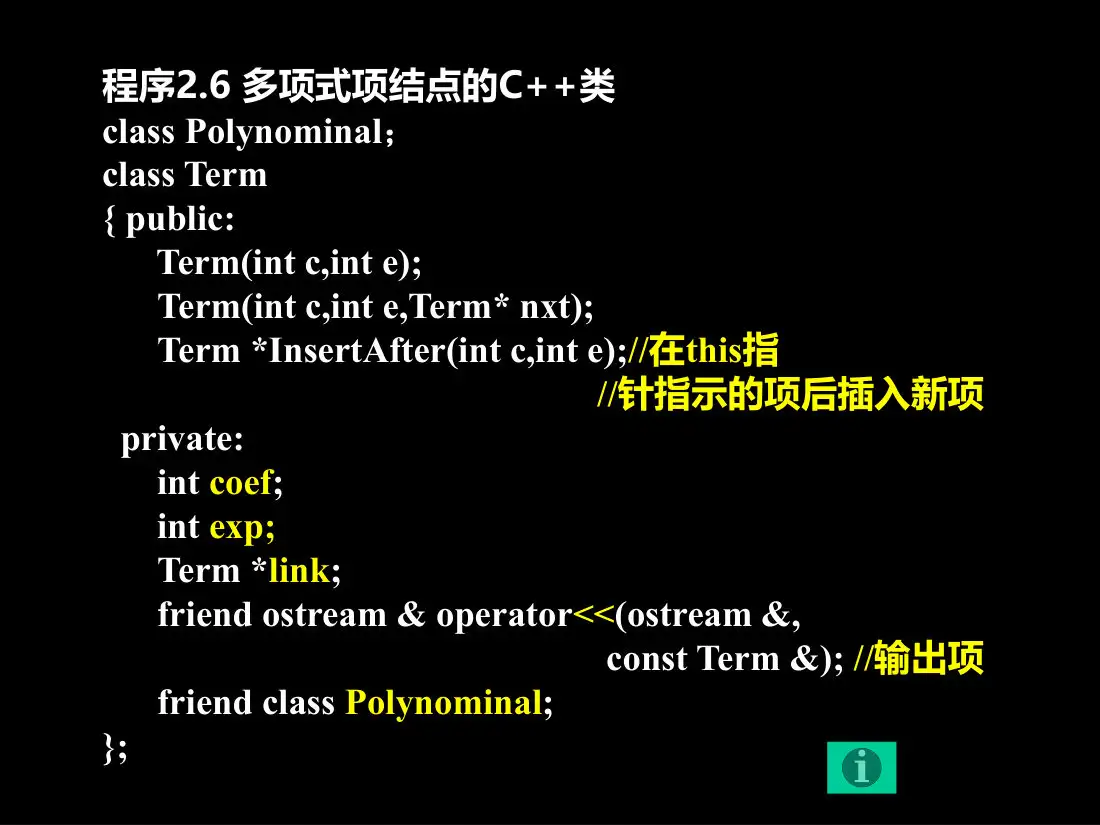 程序2.6 多项式项结点的C++类
class Polynominal；
class Term
{ public:
Term(int c,int e);
Term(int c,int e,Term* nxt);
Term *InsertAfter(int c,int e);//在this指
//针指示的项后插入新项
private:
int coef;
int exp;
Term *link;
friend ostream & operator<<(ostream &,
const Term &); //输出项
friend class Polynominal;
};